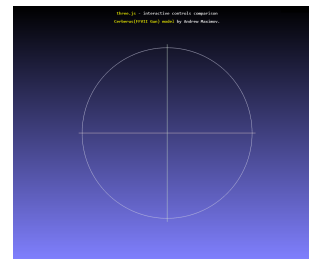 three.js - interactive controls comparison
Cerberus(FFVII Gun) model by Andrew Maximov.